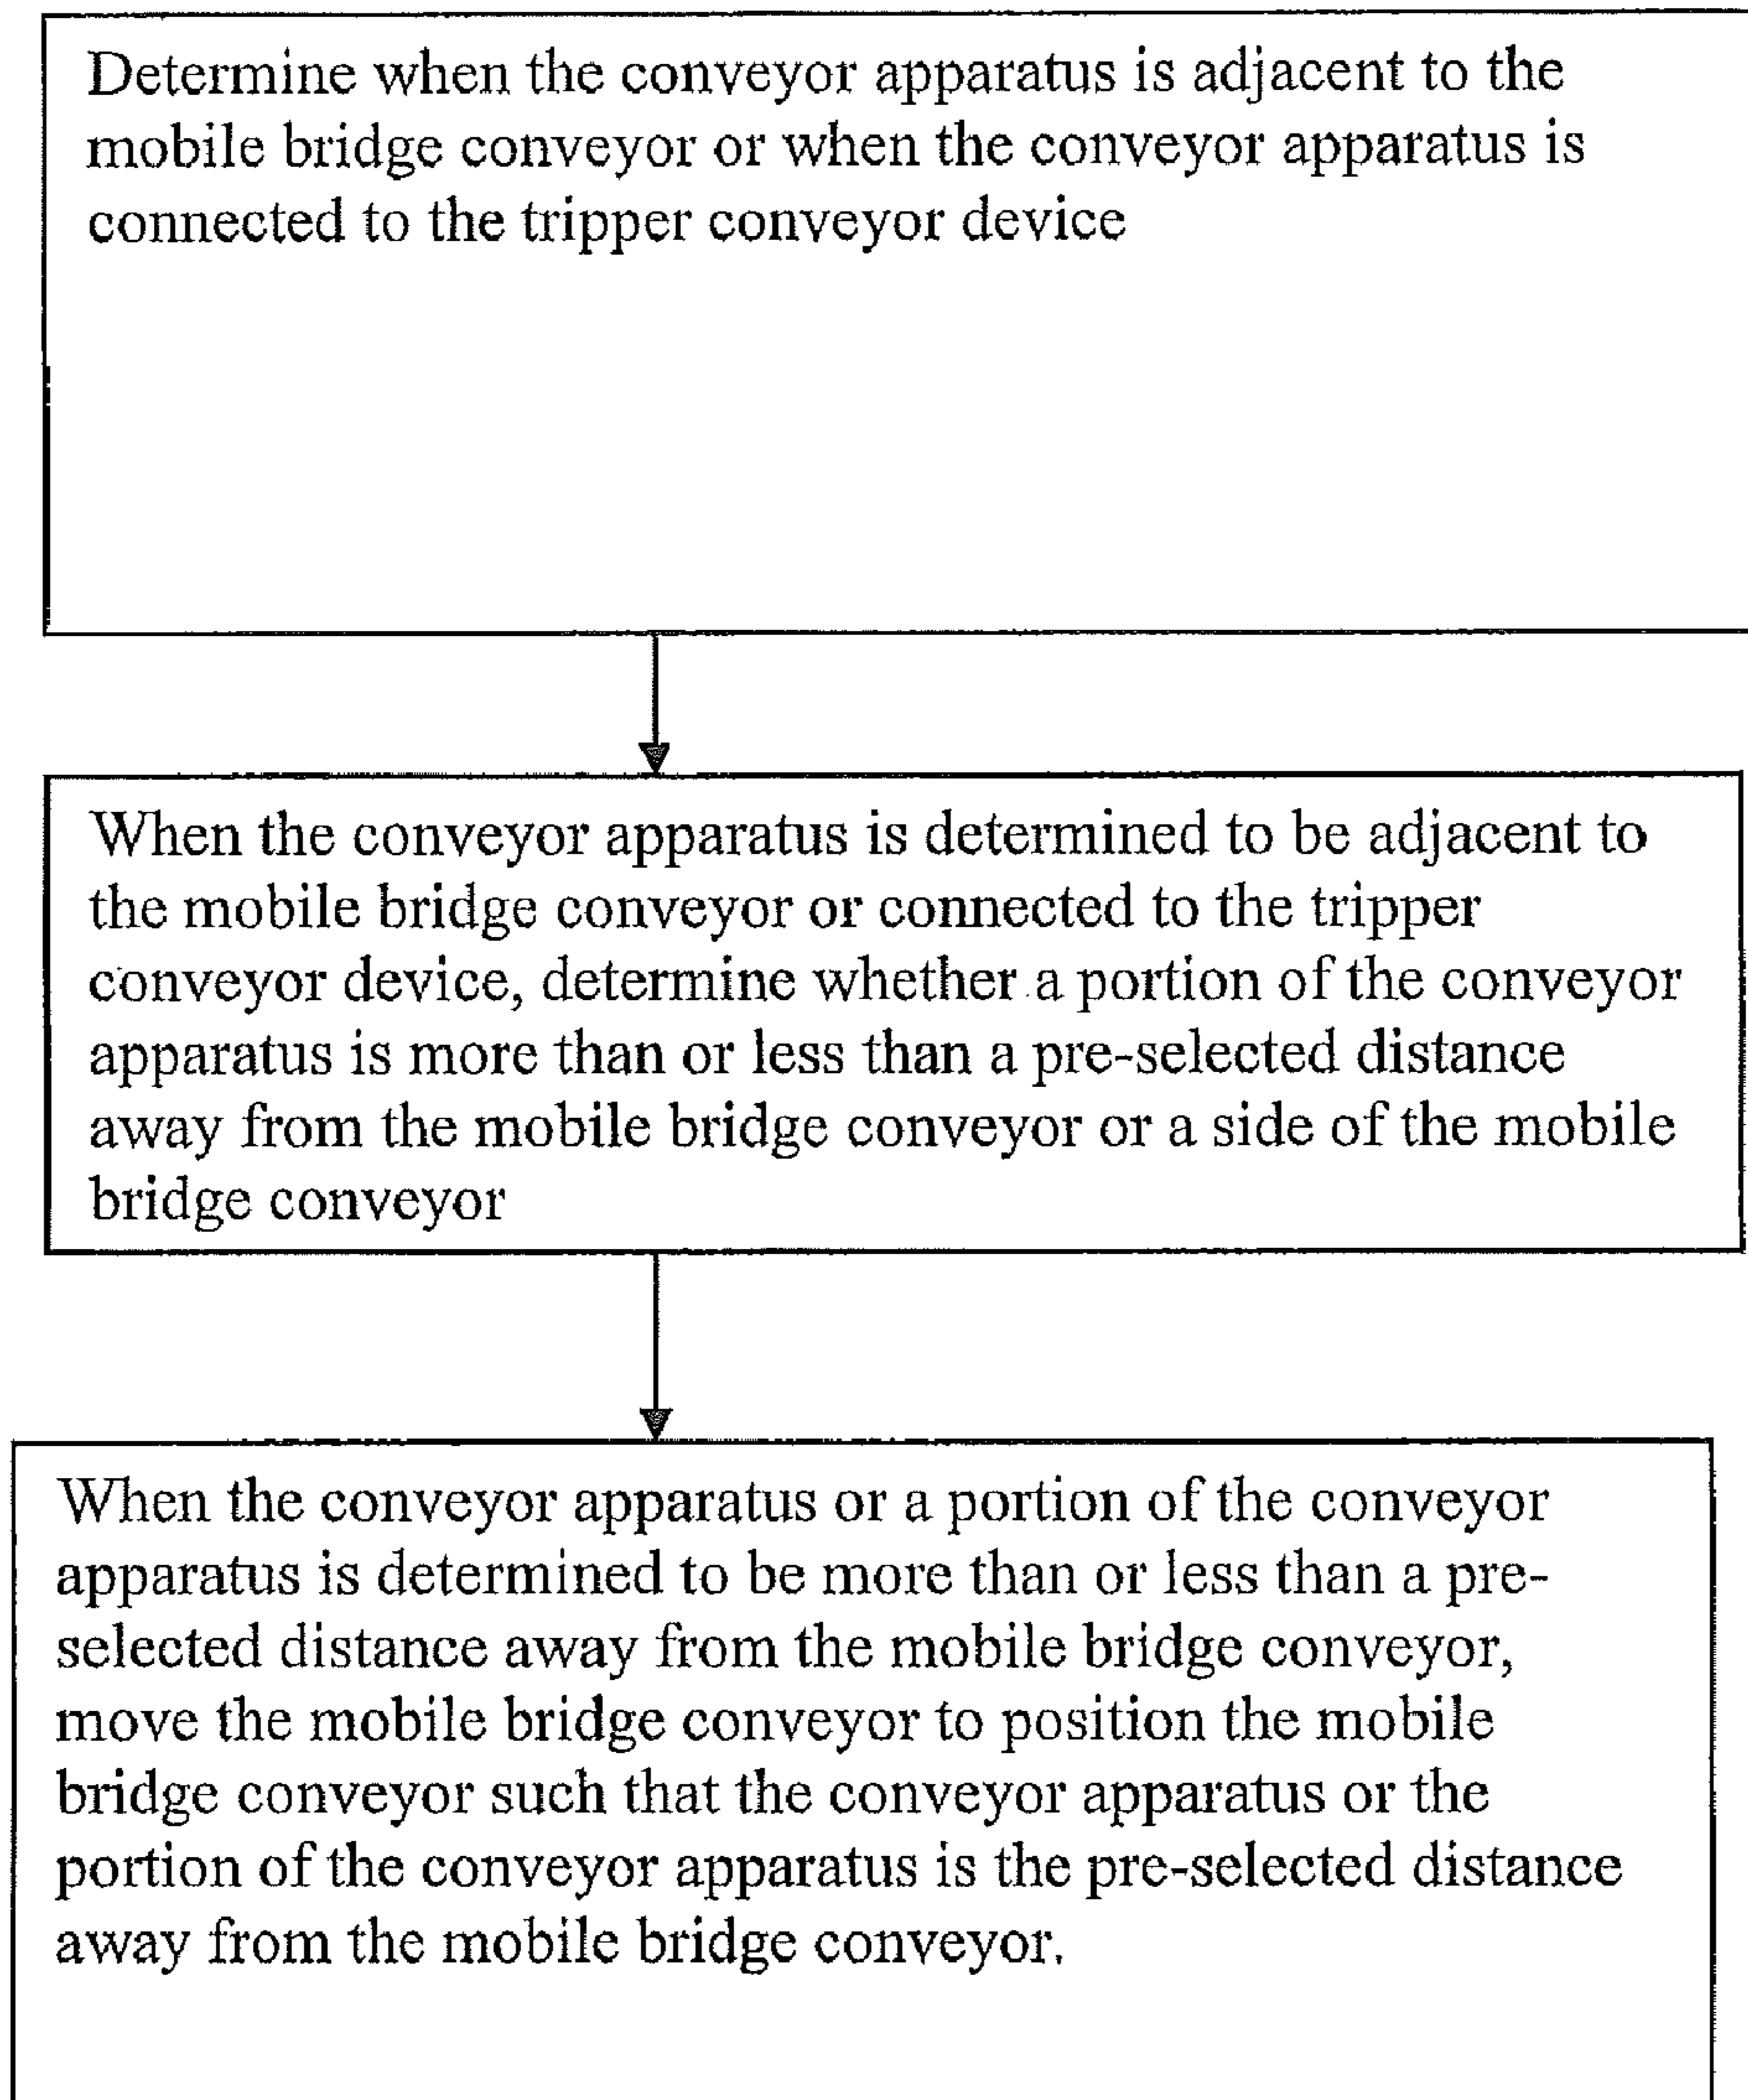 Determine when the conveyor apparatus is adjacent to the
mobile bridge conveyor or when the conveyor apparatus is
connected to the tripper conveyor device
When the conveyor apparatus is determined to be adjacent to
the mobile bridge conveyor or connected to the tripper
conveyor device, determine whether a portion of the conveyor
apparatus is more than or less than a pre-selected distance
away from the mobile bridge conveyor or a side of the mobile
bridge conveyor
When the conveyor apparatus or a portion of the conveyor
apparatus is determined to be more than or less than a pre-
selected distance away from the mobile bridge conveyor,
move the mobile bridge conveyor to position the mobile
bridge conveyor such that the conveyor apparatus or the
portion of the conveyor apparatus is the pre-selected distance
away from the mobile bridge conveyor.